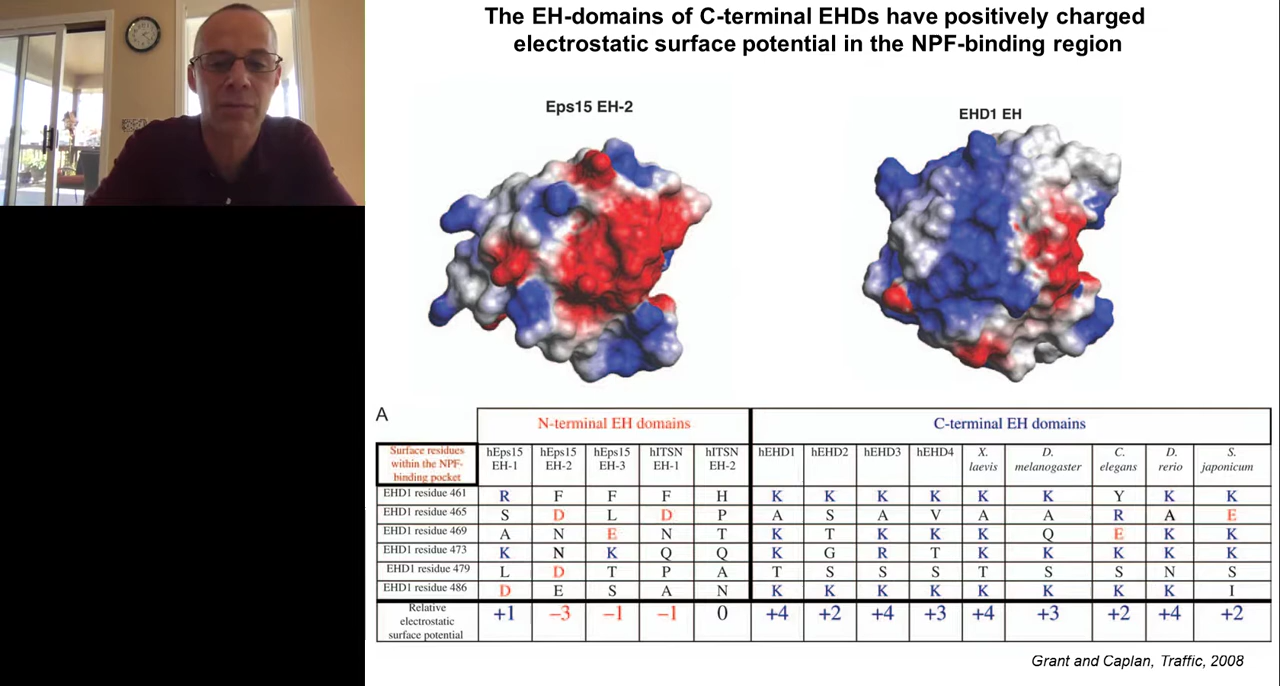 The EH-domains of C-terminal EHDs have positively charged
electrostatic surface potential in the NPF-binding region
Eps15 EH-2
EHD1 EH
A
N-terminal EH domains C-terminal EH domains
Surface residues within the NPF-binding pocket hEps15 EH-1 hEps15 EH-2 hEps15 EH-3 hITSN EH-1 hITSN EH-2 hEHD1 hEHD2 hEHD3 hEHD4 X. laevis D. melanogaster C. elegans D. rerio S. japonicum
EHD1 residue 461 R F F F H K K K K K K Y K K
EHD1 residue 465 S D L D P A S A V A A R A E
EHD1 residue 469 A N E N T K T K K K Q E K K
EHD1 residue 473 K N K Q Q K G R T K K K K K
EHD1 residue 479 L D T P A T S S S T S S N S
EHD1 residue 486 D E S A N K K K K K K K K I
Relative electrostatic surface potential +1 −3 −1 −1 0 +4 +2 +4 +3 +4 +3 +2 +4 +2
Grant and Caplan, Traffic, 2008